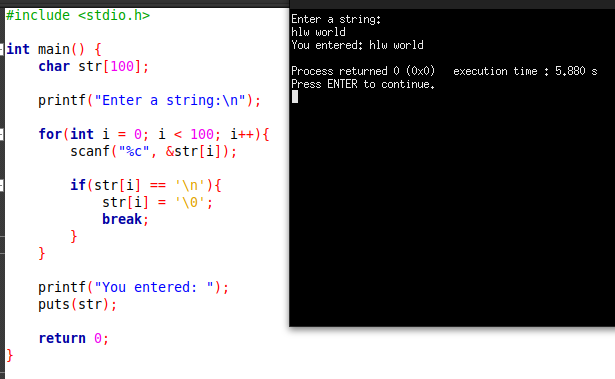 #include <stdio.h>
int main() {
char str[100];
printf("Enter a string:\n");
for(int i = 0; i < 100; i++){
scanf("%c", &str[i]);
if(str[i] == '\n'){
str[i] = '\0';
break;
}
}
printf("You entered: ");
puts(str);
return 0;
}
Enter a string:
hlw world
You entered: hlw world
Process returned 0 (0x0)   execution time : 5.880 s
Press ENTER to continue.